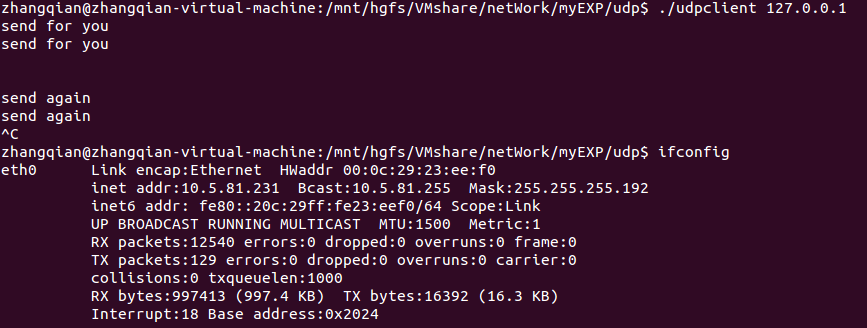 zhangqian@zhangqian-virtual-machine:/mnt/hgfs/VMshare/netWork/myEXP/udp$ ./udpclient 127.0.0.1
send for you
send for you
send again
send again
^C
zhangqian@zhangqian-virtual-machine:/mnt/hgfs/VMshare/netWork/myEXP/udp$ ifconfig
eth0      Link encap:Ethernet  HWaddr 00:0c:29:23:ee:f0
          inet addr:10.5.81.231  Bcast:10.5.81.255  Mask:255.255.255.192
          inet6 addr: fe80::20c:29ff:fe23:eef0/64 Scope:Link
          UP BROADCAST RUNNING MULTICAST  MTU:1500  Metric:1
          RX packets:12540 errors:0 dropped:0 overruns:0 frame:0
          TX packets:129 errors:0 dropped:0 overruns:0 carrier:0
          collisions:0 txqueuelen:1000
          RX bytes:997413 (997.4 KB)  TX bytes:16392 (16.3 KB)
          Interrupt:18 Base address:0x2024